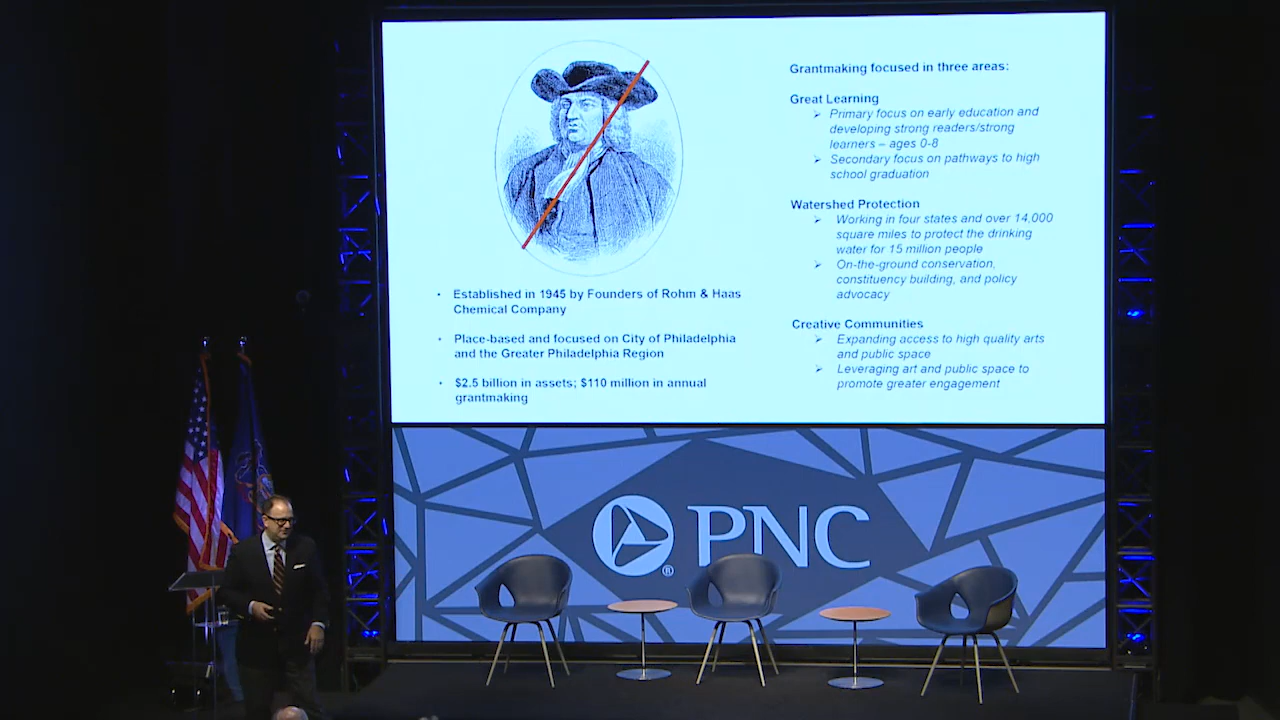 • Established in 1945 by Founders of Rohm & Haas
Chemical Company
• Place-based and focused on City of Philadelphia
and the Greater Philadelphia Region
• $2.5 billion in assets; $110 million in annual
grantmaking
Grantmaking focused in three areas:
Great Learning
➢ Primary focus on early education and
developing strong readers/strong
learners – ages 0-8
➢ Secondary focus on pathways to high
school graduation
Watershed Protection
➢ Working in four states and over 14,000
square miles to protect the drinking
water for 15 million people
➢ On-the-ground conservation,
constituency building, and policy
advocacy
Creative Communities
➢ Expanding access to high quality arts
and public space
➢ Leveraging art and public space to
promote greater engagement
PNC
®